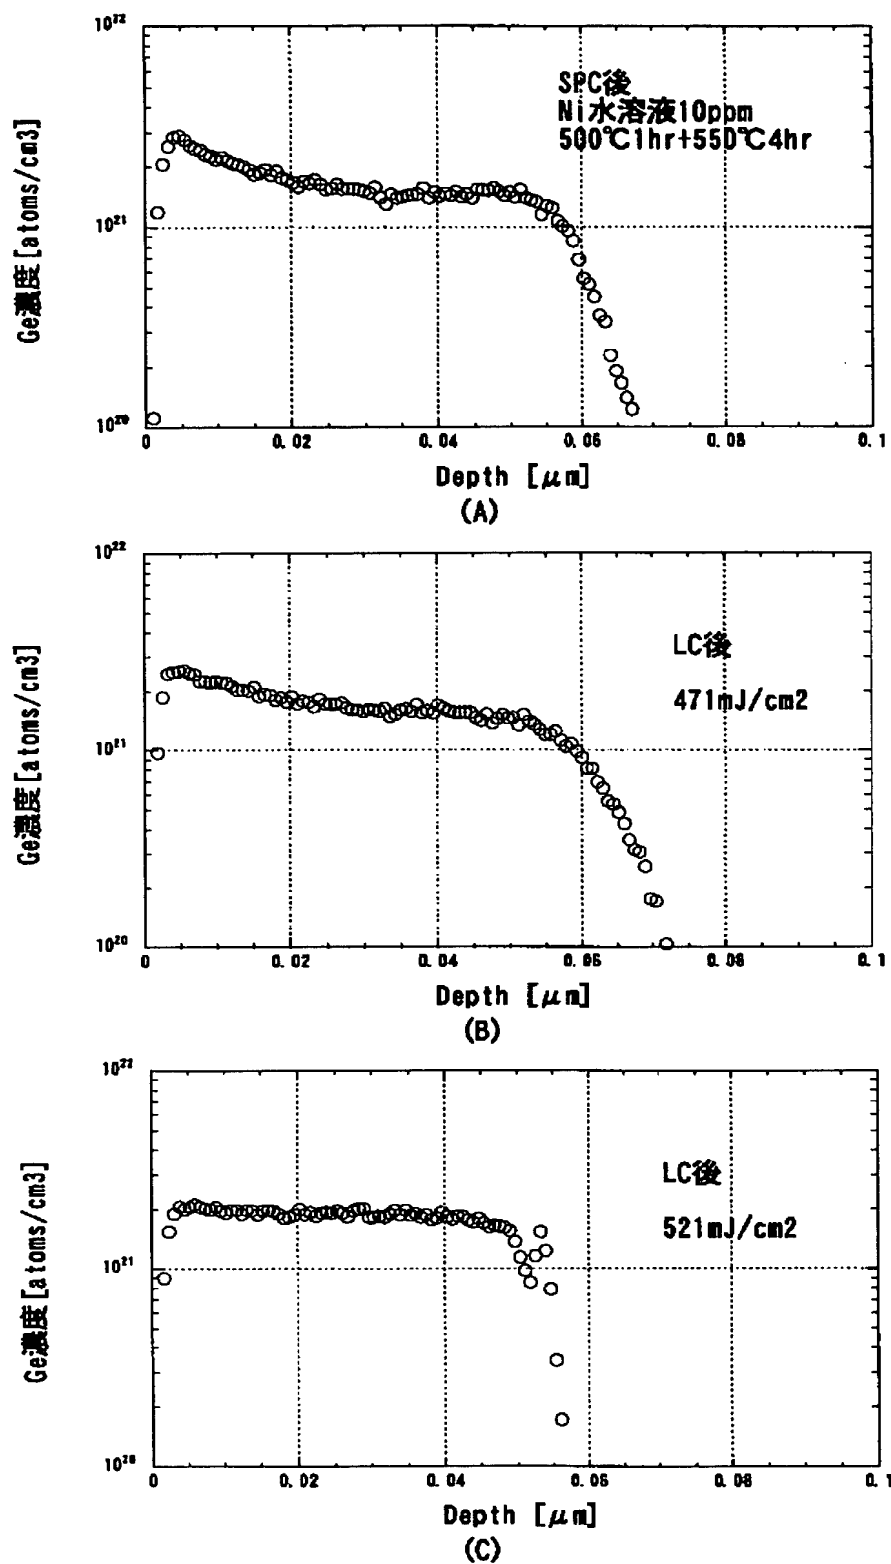 10²²
SPC後
Ni水溶液10ppm
500℃1hr+550℃4hr
Ge濃度[atoms/cm3]
10²¹
10²⁰
0
0.02
0.04
0.06
0.08
0.1
Depth [μm]
(A)
10²²
LC後
471mJ/cm2
Ge濃度[atoms/cm3]
10²¹
10²⁰
0
0.02
0.04
0.06
0.08
0.1
Depth [μm]
(B)
10²²
LC後
521mJ/cm2
Ge濃度[atoms/cm3]
10²¹
10²⁰
0
0.02
0.04
0.06
0.08
0.1
Depth [μm]
(C)